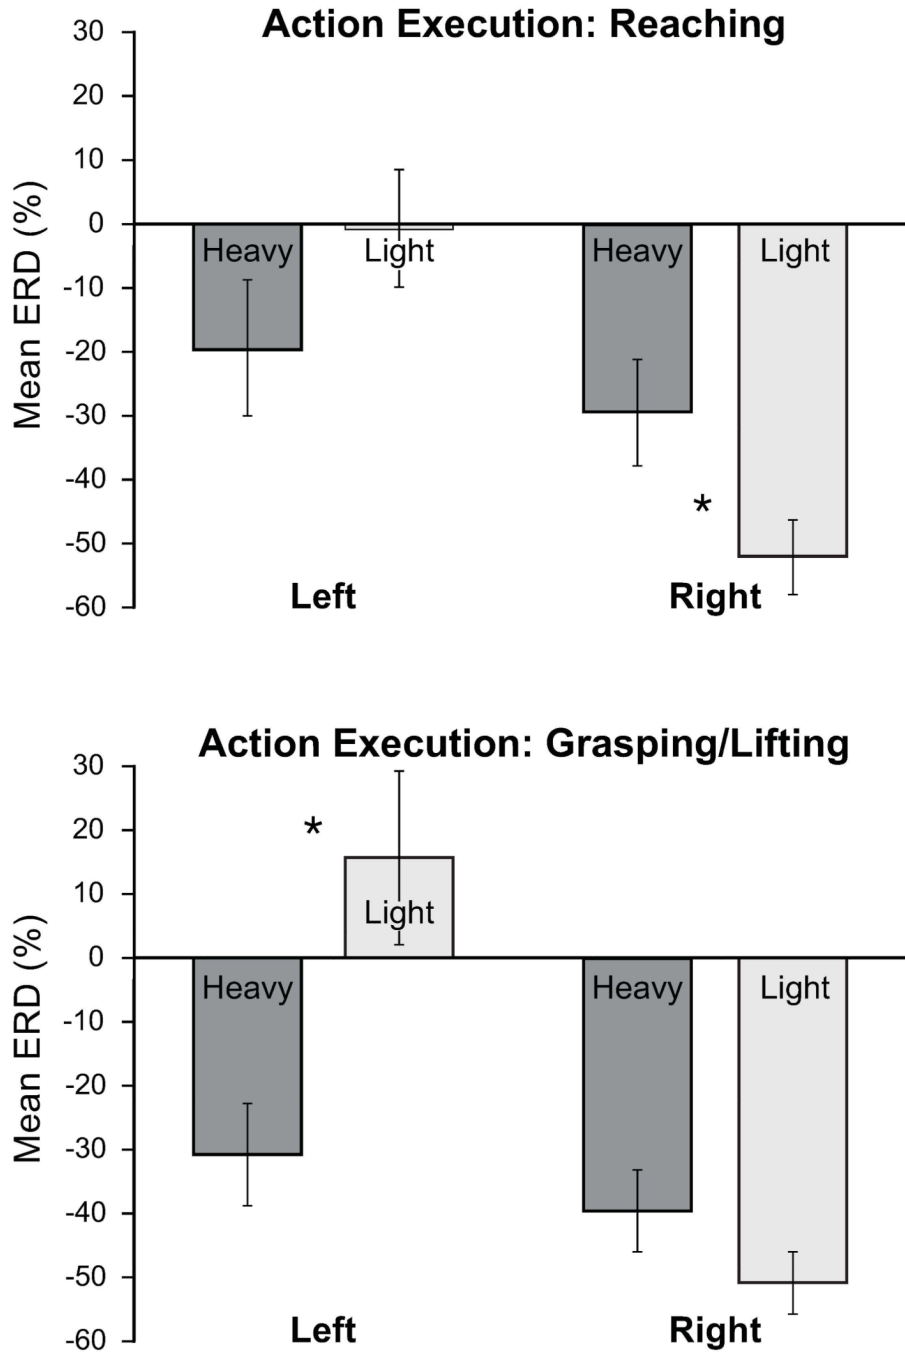 Action Execution: Reaching
30
20
10
0
-10
-20
-30
-40
-50
-60
Mean ERD (%)
Heavy
Light
Heavy
Light
*
Left
Right
Action Execution: Grasping/Lifting
30
20
10
0
-10
-20
-30
-40
-50
-60
Mean ERD (%)
*
Light
Heavy
Heavy
Light
Left
Right